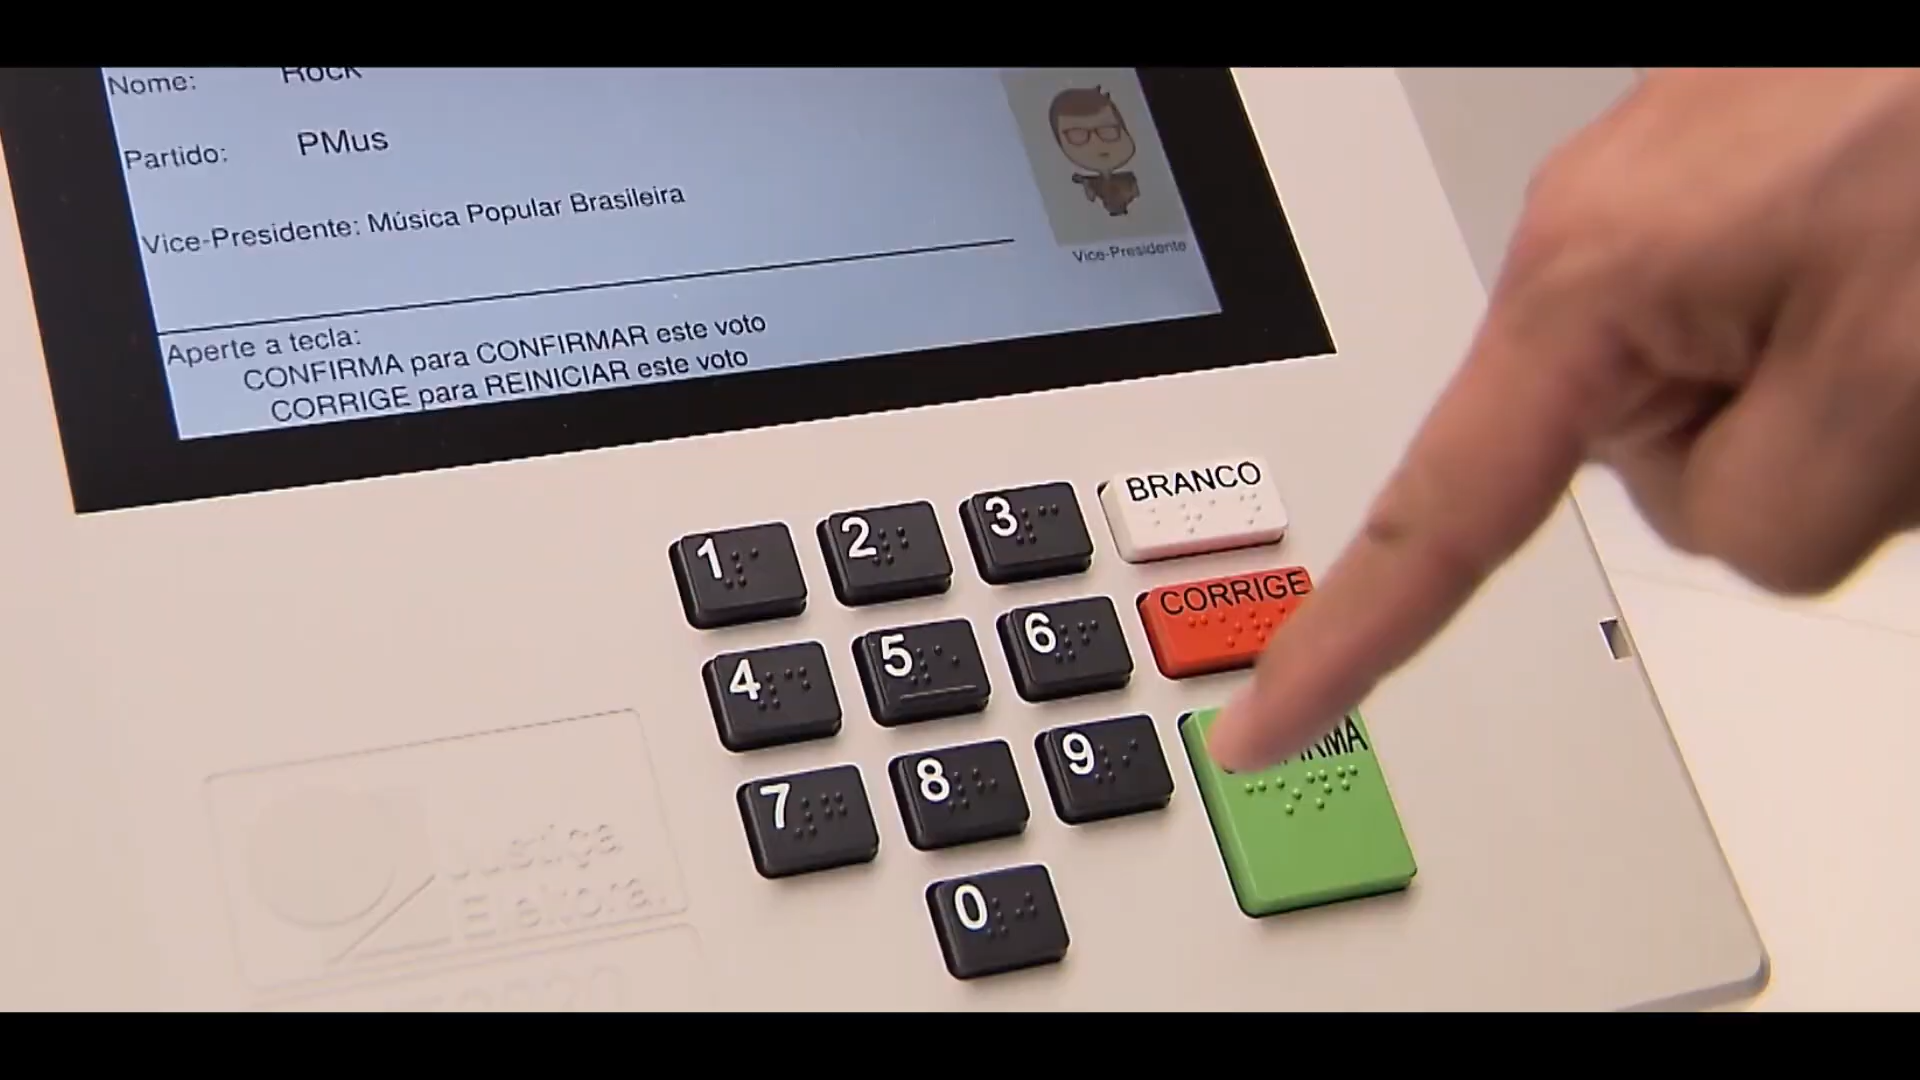 Nome: Rock
Partido: PMus
Vice-Presidente: Música Popular Brasileira
Vice-Presidente
Aperte a tecla:
CONFIRMA para CONFIRMAR este voto
CORRIGE para REINICIAR este voto
1 2 3 BRANCO
4 5 6 CORRIGE
7 8 9
0
Justiça
Eleitoral